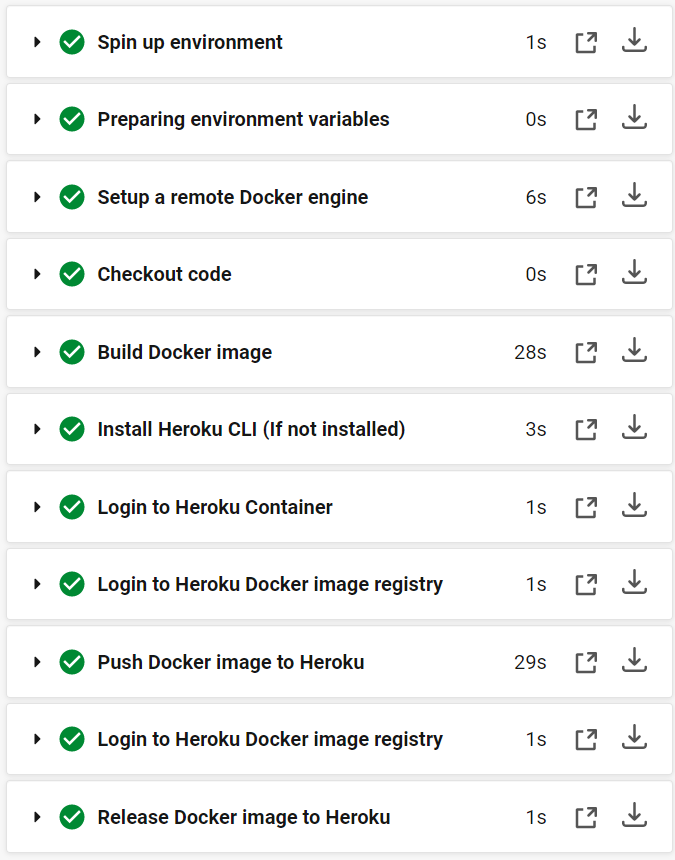 Spin up environment 1s
Preparing environment variables 0s
Setup a remote Docker engine 6s
Checkout code 0s
Build Docker image 28s
Install Heroku CLI (If not installed) 3s
Login to Heroku Container 1s
Login to Heroku Docker image registry 1s
Push Docker image to Heroku 29s
Login to Heroku Docker image registry 1s
Release Docker image to Heroku 1s